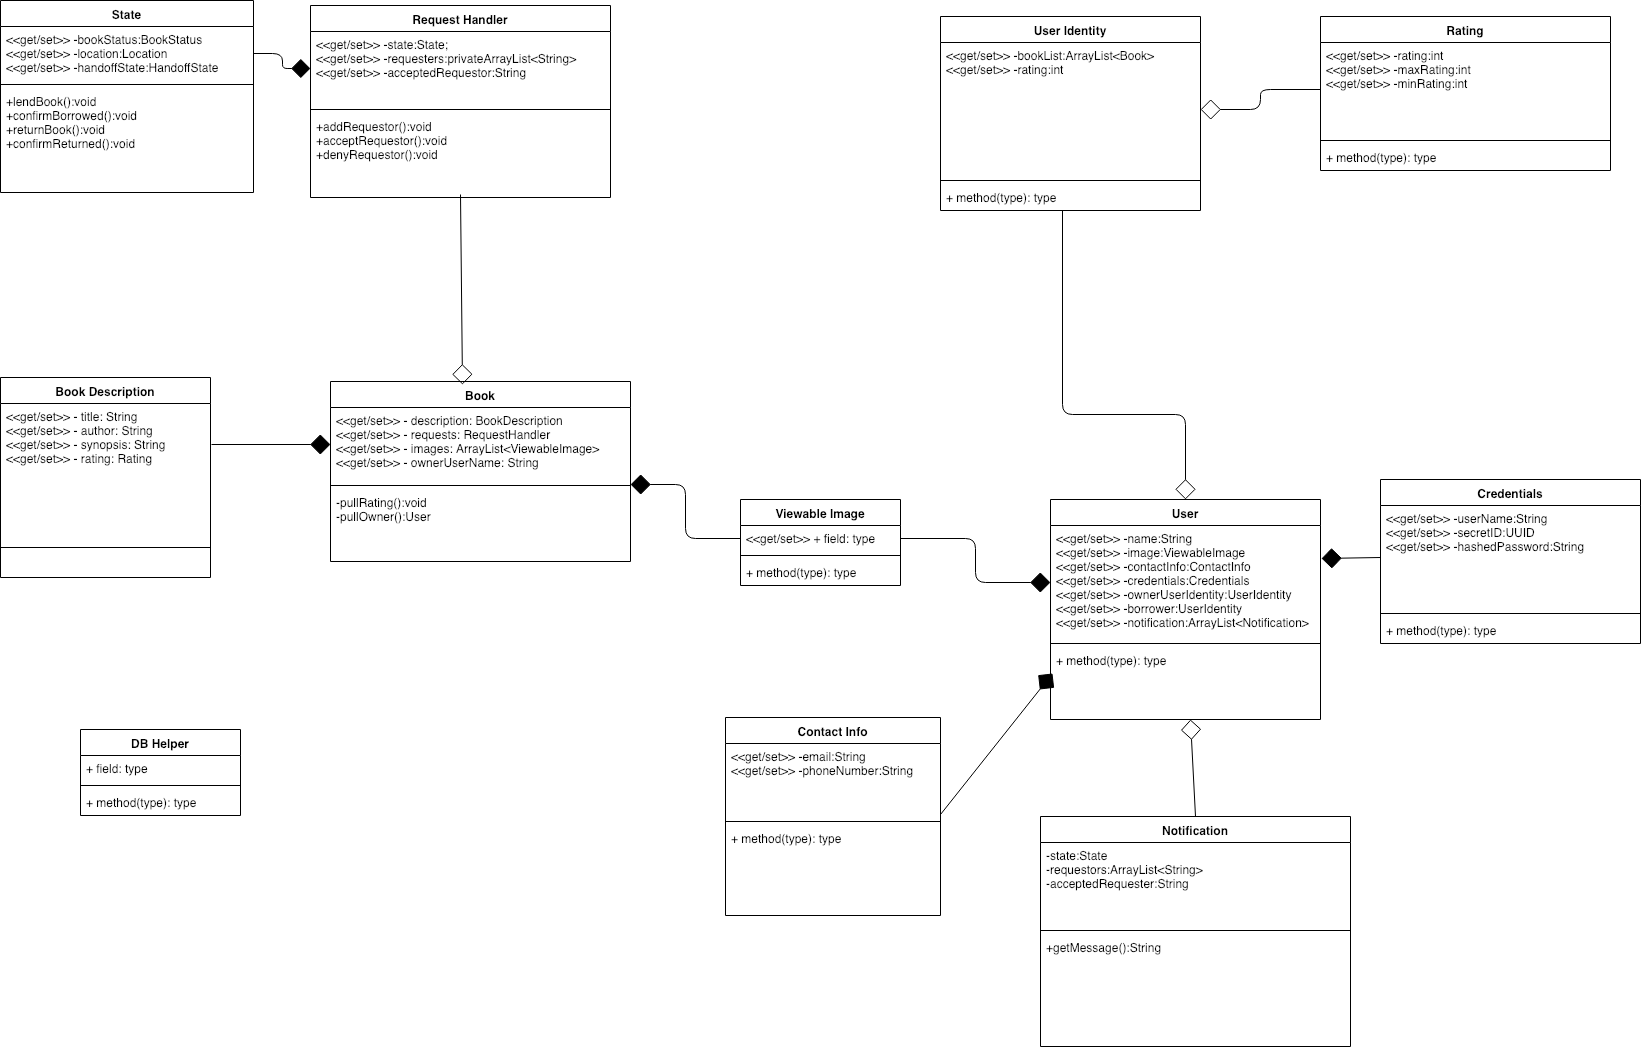 State
<<get/set>> -bookStatus:BookStatus
<<get/set>> -location:Location
<<get/set>> -handoffState:HandoffState
+lendBook():void
+confirmBorrowed():void
+returnBook():void
+confirmReturned():void
Request Handler
<<get/set>> -state:State;
<<get/set>> -requesters:privateArrayList<String>
<<get/set>> -acceptedRequestor:String
+addRequestor():void
+acceptRequestor():void
+denyRequestor():void
User Identity
<<get/set>> -bookList:ArrayList<Book>
<<get/set>> -rating:int
+ method(type): type
Rating
<<get/set>> -rating:int
<<get/set>> -maxRating:int
<<get/set>> -minRating:int
+ method(type): type
Book Description
<<get/set>> - title: String
<<get/set>> - author: String
<<get/set>> - synopsis: String
<<get/set>> - rating: Rating
Book
<<get/set>> - description: BookDescription
<<get/set>> - requests: RequestHandler
<<get/set>> - images: ArrayList<ViewableImage>
<<get/set>> - ownerUserName: String
-pullRating():void
-pullOwner():User
Viewable Image
<<get/set>> + field: type
+ method(type): type
User
<<get/set>> -name:String
<<get/set>> -image:ViewableImage
<<get/set>> -contactInfo:ContactInfo
<<get/set>> -credentials:Credentials
<<get/set>> -ownerUserIdentity:UserIdentity
<<get/set>> -borrower:UserIdentity
<<get/set>> -notification:ArrayList<Notification>
+ method(type): type
Credentials
<<get/set>> -userName:String
<<get/set>> -secretID:UUID
<<get/set>> -hashedPassword:String
+ method(type): type
DB Helper
+ field: type
+ method(type): type
Contact Info
<<get/set>> -email:String
<<get/set>> -phoneNumber:String
+ method(type): type
Notification
-state:State
-requestors:ArrayList<String>
-acceptedRequester:String
+getMessage():String